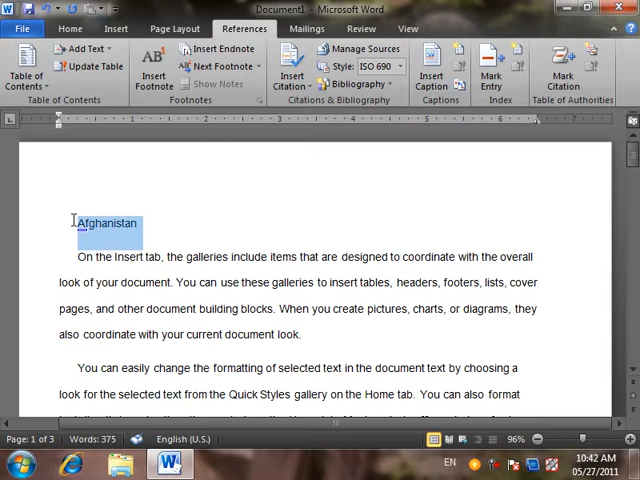 Document1 - Microsoft Word
File Home Insert Page Layout References Mailings Review View
Table of Contents
Add Text
Update Table
Table of Contents
AB1
Insert Footnote
Insert Endnote
Next Footnote
Show Notes
Footnotes
Insert Citation
Manage Sources
Style: ISO 690
Bibliography
Citations & Bibliography
Insert Caption
Captions
Mark Entry
Index
Mark Citation
Table of Authorities
1 2 3 4 5 6 7
Afghanistan
On the Insert tab, the galleries include items that are designed to coordinate with the overall
look of your document. You can use these galleries to insert tables, headers, footers, lists, cover
pages, and other document building blocks. When you create pictures, charts, or diagrams, they
also coordinate with your current document look.
You can easily change the formatting of selected text in the document text by choosing a
look for the selected text from the Quick Styles gallery on the Home tab. You can also format
Page: 1 of 3 Words: 375 English (U.S.) 96%
EN 10:42 AM
05/27/2011